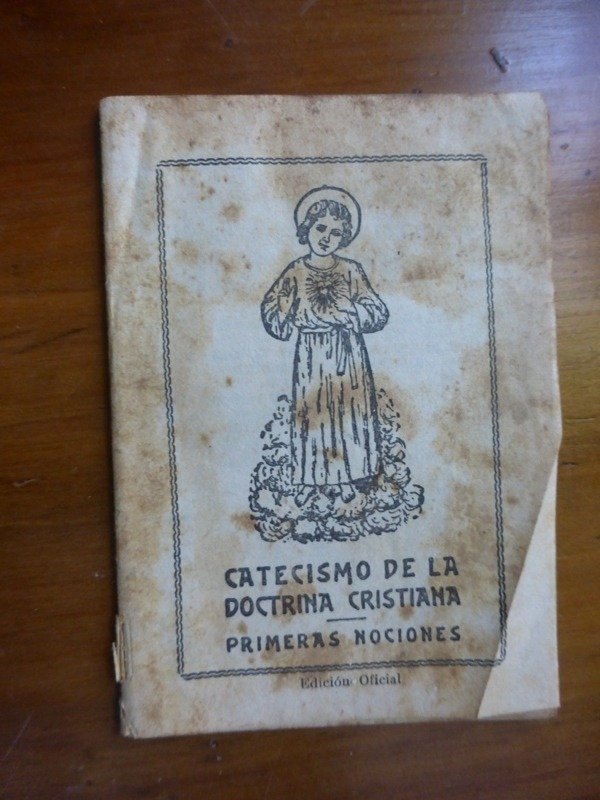 CATECISMO DE LA
DOCTRINA CRISTIANA
PRIMERAS NOCIONES
Edición Oficial